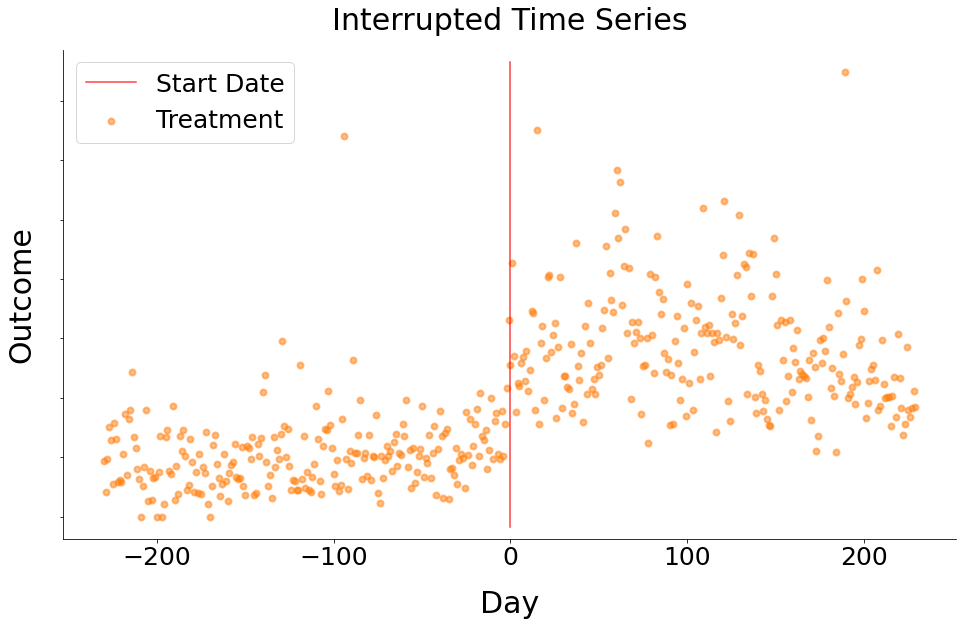 Interrupted Time Series
Start Date
Treatment
Outcome
−200
−100
0
100
200
Day